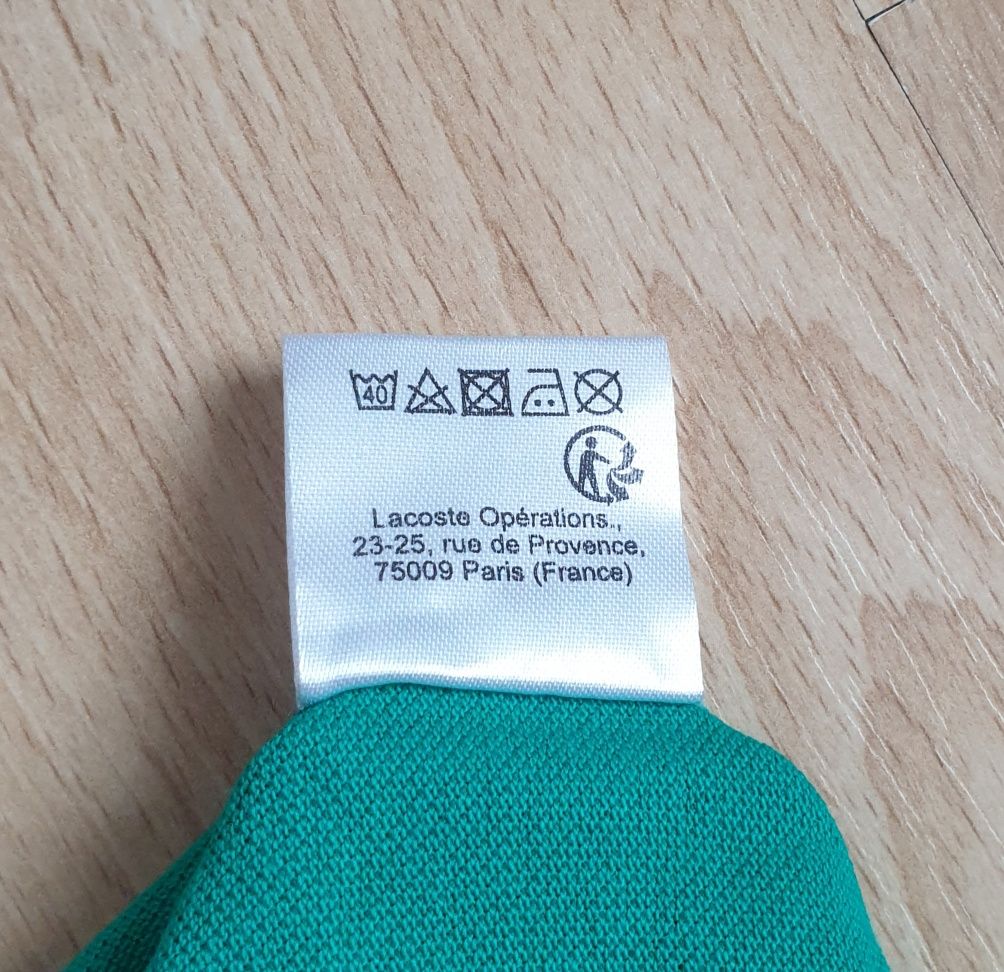 40
Lacoste Opérations.,
23-25, rue de Provence,
75009 Paris (France)